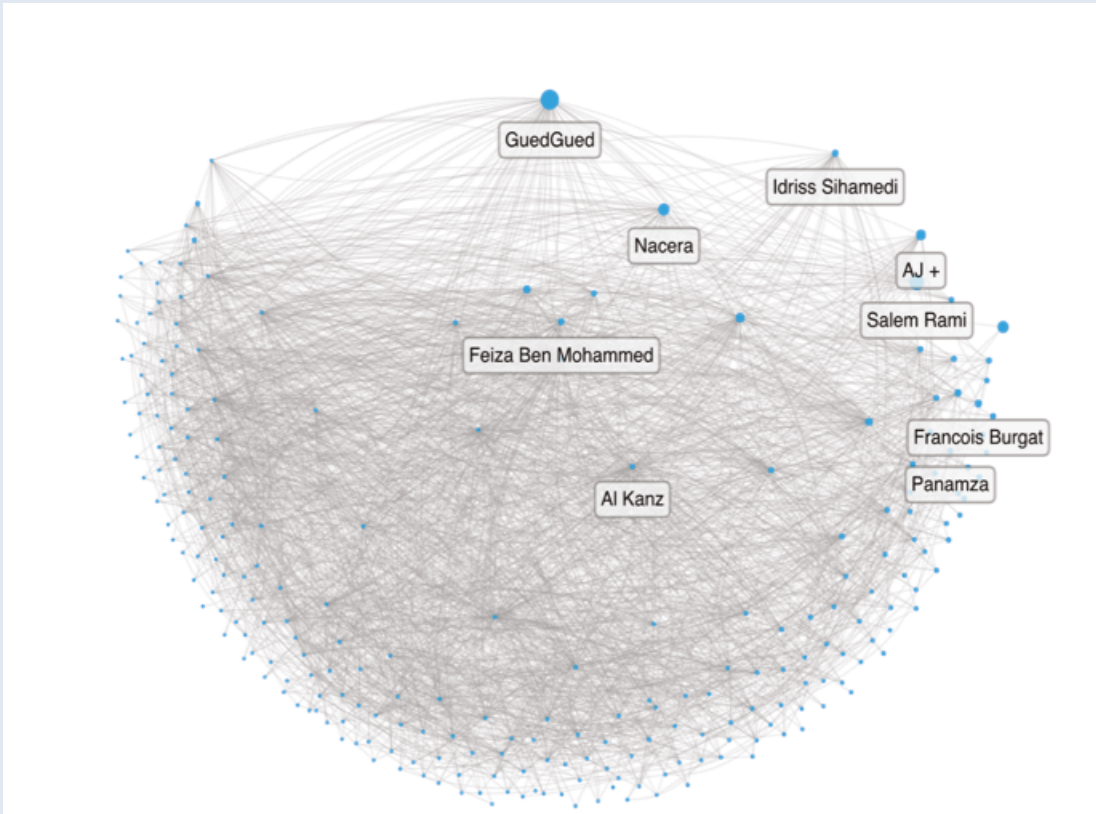 GuedGued
Idriss Sihamedi
Nacera
AJ +
Salem Rami
Feiza Ben Mohammed
Francois Burgat
Panamza
Al Kanz